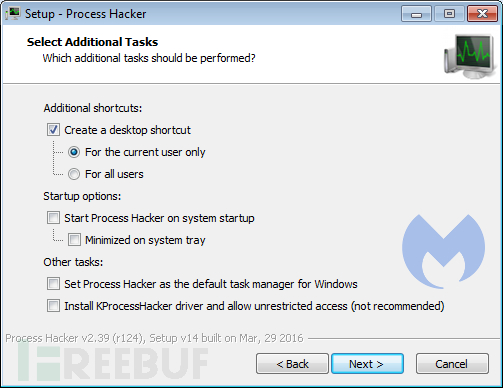 Setup - Process Hacker
Select Additional Tasks
Which additional tasks should be performed?
Additional shortcuts:
Create a desktop shortcut
For the current user only
For all users
Startup options:
Start Process Hacker on system startup
Minimized on system tray
Other tasks:
Set Process Hacker as the default task manager for Windows
Install KProcessHacker driver and allow unrestricted access (not recommended)
Process Hacker v2.39 (r124), Setup v14 built on Mar, 29 2016
FREEBUF
< Back
Next >
Cancel